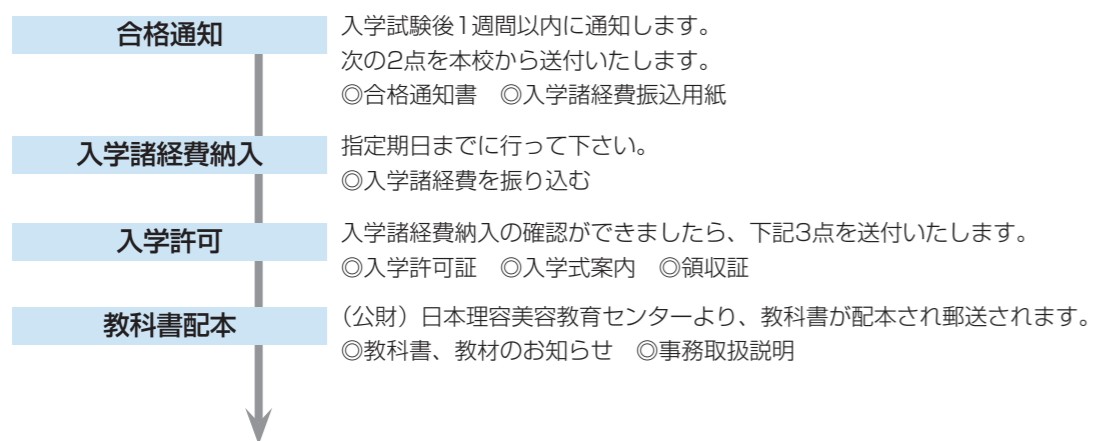 合格通知
入学試験後1週間以内に通知します。
次の2点を本校から送付いたします。
◎合格通知書　◎入学諸経費振込用紙
入学諸経費納入
指定期日までに行って下さい。
◎入学諸経費を振り込む
入学許可
入学諸経費納入の確認ができましたら、下記3点を送付いたします。
◎入学許可証　◎入学式案内　◎領収証
教科書配本
（公財）日本理容美容教育センターより、教科書が配本され郵送されます。
◎教科書、教材のお知らせ　◎事務取扱説明